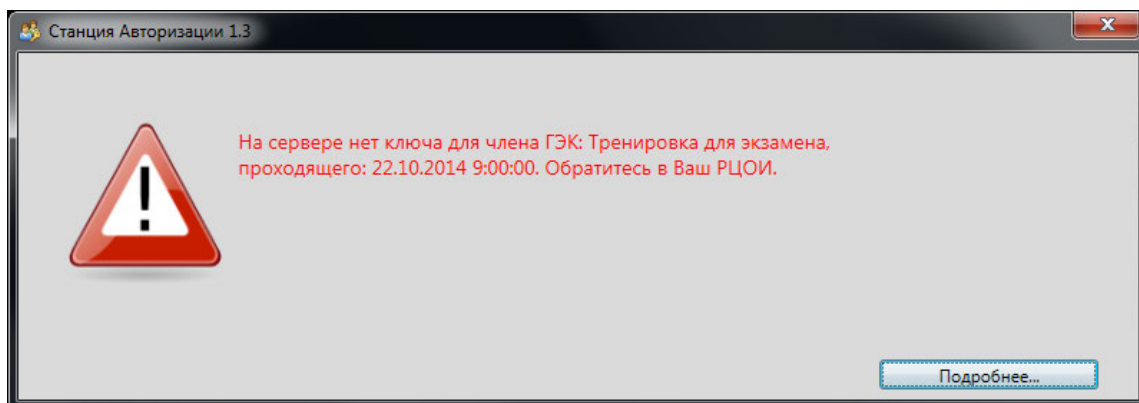 Станция Авторизации 1.3
На сервере нет ключа для члена ГЭК: Тренировка для экзамена,
проходящего: 22.10.2014 9:00:00. Обратитесь в Ваш РЦОИ.
Подробнее...